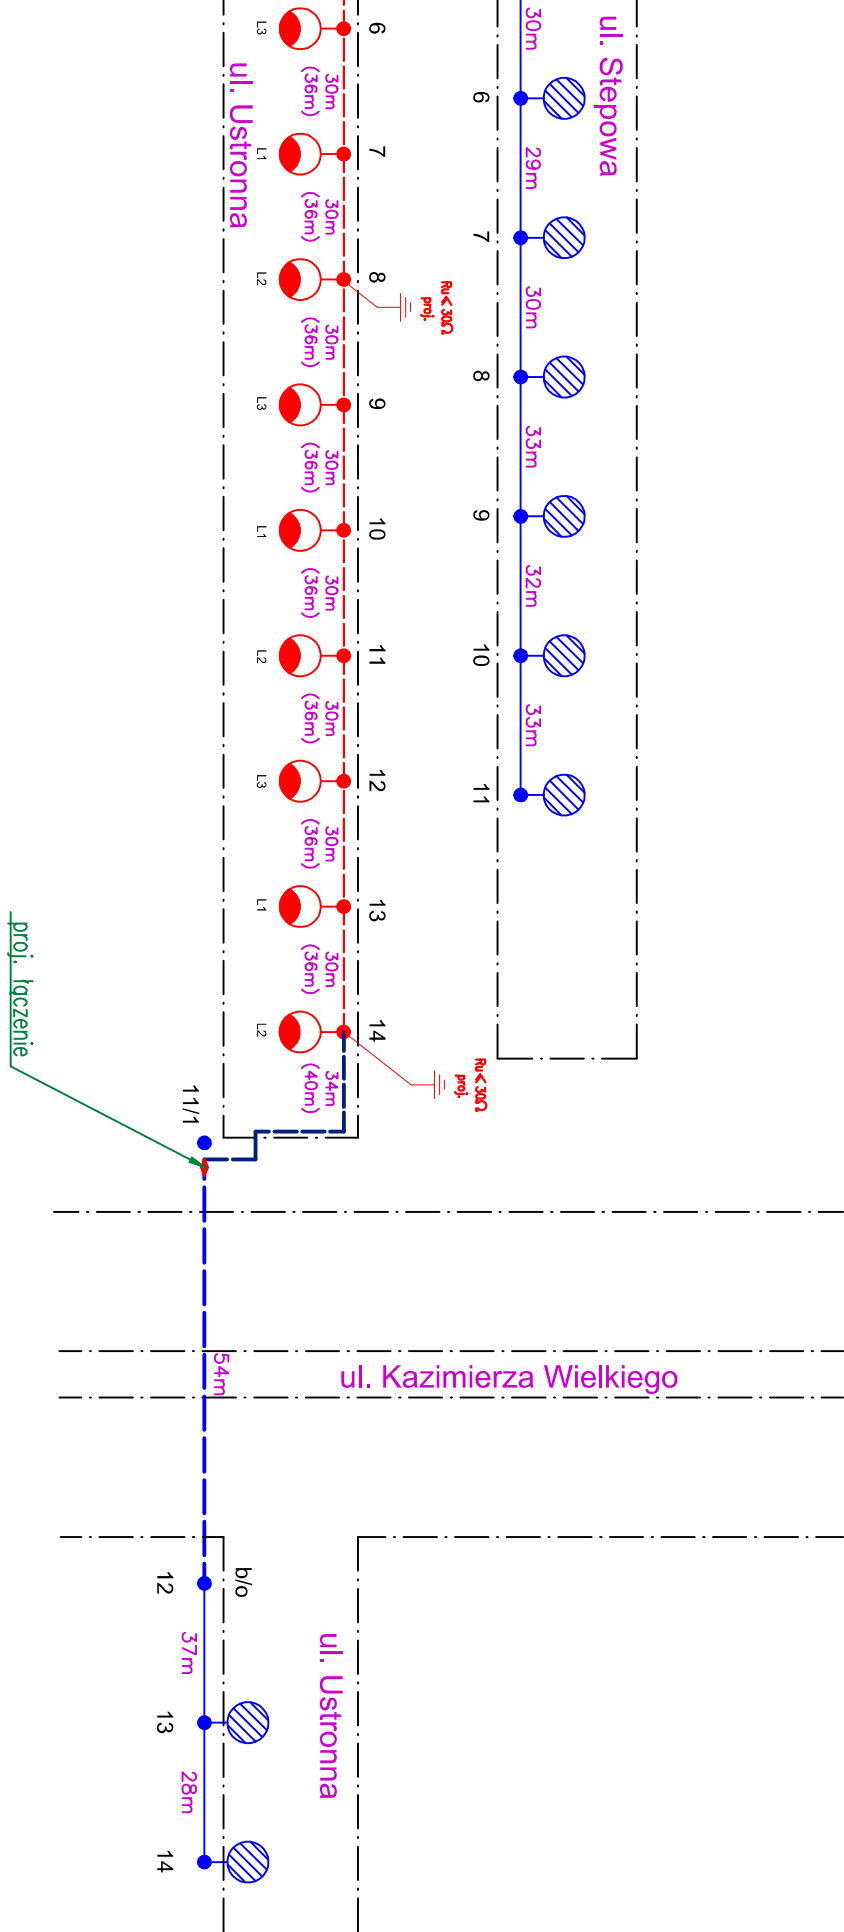 ul. Stepowa
30m
6
29m
7
30m
8
33m
9
32m
10
33m
11
ul. Ustronna
6
L3
30m
(36m)
7
L1
30m
(36m)
8
L2
Ru<30Ω
proj.
30m
(36m)
9
L3
30m
(36m)
10
L1
30m
(36m)
11
L2
30m
(36m)
12
L3
30m
(36m)
13
L1
30m
(36m)
14
L2
Ru<30Ω
proj.
34m
(40m)
11/1
proj. łączenie
54m
ul. Kazimierza Wielkiego
b/o
12
37m
13
28m
14
ul. Ustronna